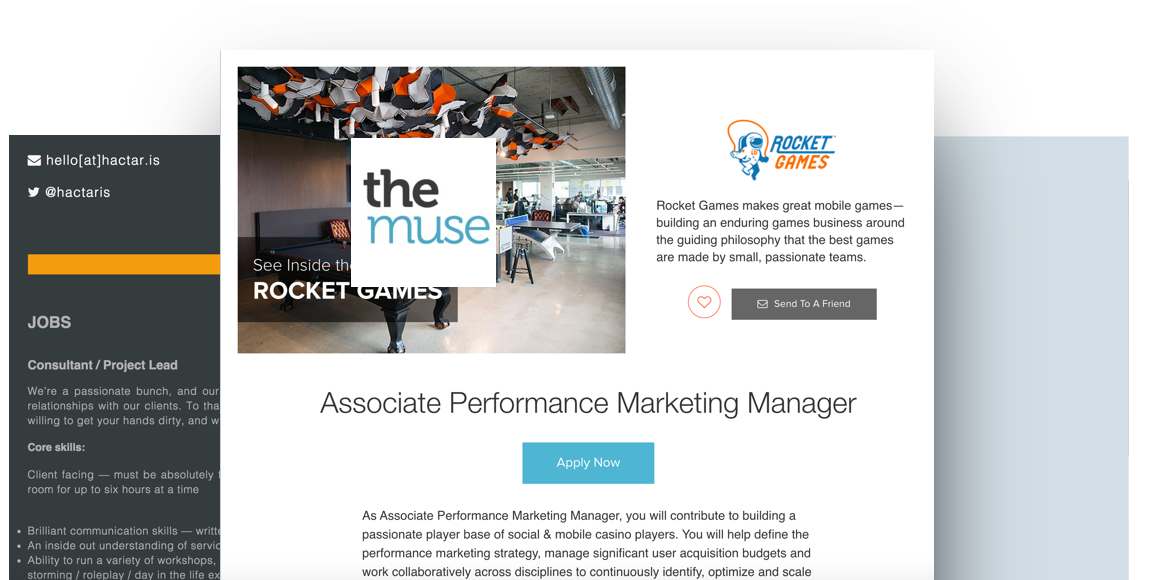 hello[at]hactar.is
@hactaris
JOBS
Consultant / Project Lead
We're a passionate bunch, and our
relationships with our clients. To tha
willing to get your hands dirty, and w
Core skills:
Client facing — must be absolutely
room for up to six hours at a time
Brilliant communication skills — writte
An inside out understanding of servic
Ability to run a variety of workshops,
storming / roleplay / day in the life ex
the
muse
See Inside the
ROCKET GAMES
ROCKET
GAMES
Rocket Games makes great mobile games—
building an enduring games business around
the guiding philosophy that the best games
are made by small, passionate teams.
Send To A Friend
Associate Performance Marketing Manager
Apply Now
As Associate Performance Marketing Manager, you will contribute to building a
passionate player base of social & mobile casino players. You will help define the
performance marketing strategy, manage significant user acquisition budgets and
work collaboratively across disciplines to continuously identify, optimize and scale